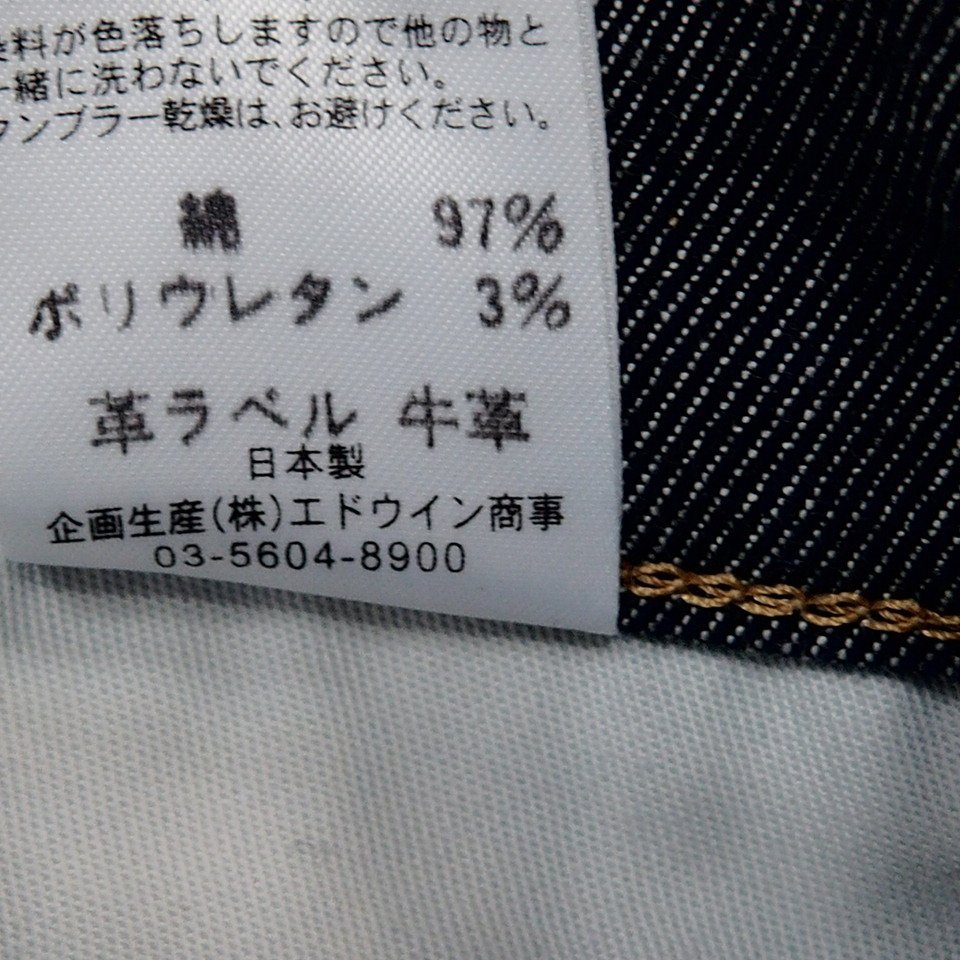 料が色落ちしますので他の物と
一緒に洗わないでください。
タンブラー乾燥は、お避けください。
綿 97%
ポリウレタン 3%
革ラベル 牛革
日本製
企画生産(株)エドウイン商事
03-5604-8900